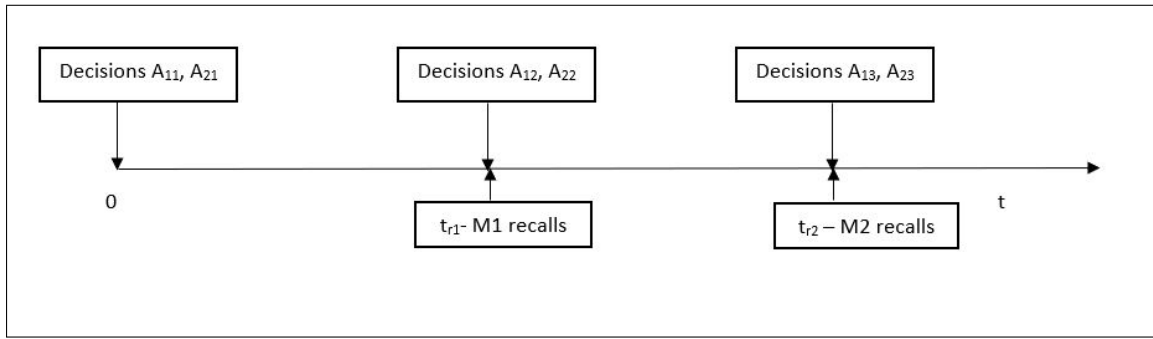 Decisions A₁₁, A₂₁
Decisions A₁₂, A₂₂
Decisions A₁₃, A₂₃
0
t
tᵣ₁- M1 recalls
tᵣ₂ – M2 recalls